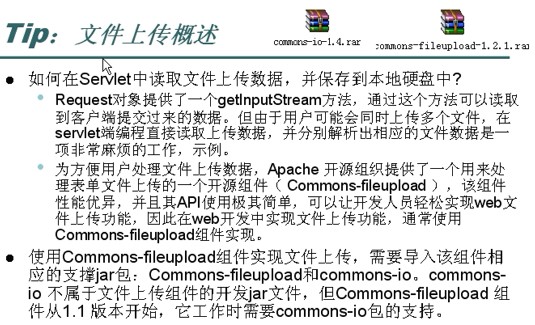 Tip：文件上传概述
commons-io-1.4.rar
commons-fileupload-1.2.1.rar
如何在Servlet中读取文件上传数据，并保存到本地硬盘中?
Request对象提供了一个getInputStream方法，通过这个方法可以读取
到客户端提交过来的数据。但由于用户可能会同时上传多个文件，在
servlet端编程直接读取上传数据，并分别解析出相应的文件数据是一
项非常麻烦的工作，示例。
为方便用户处理文件上传数据，Apache 开源组织提供了一个用来处
理表单文件上传的一个开源组件（ Commons-fileupload ），该组件
性能优异，并且其API使用极其简单，可以让开发人员轻松实现web文
件上传功能，因此在web开发中实现文件上传功能，通常使用
Commons-fileupload组件实现。
使用Commons-fileupload组件实现文件上传，需要导入该组件相
应的支撑jar包：Commons-fileupload和commons-io。commons-
io 不属于文件上传组件的开发jar文件，但Commons-fileupload 组
件从1.1 版本开始，它工作时需要commons-io包的支持。